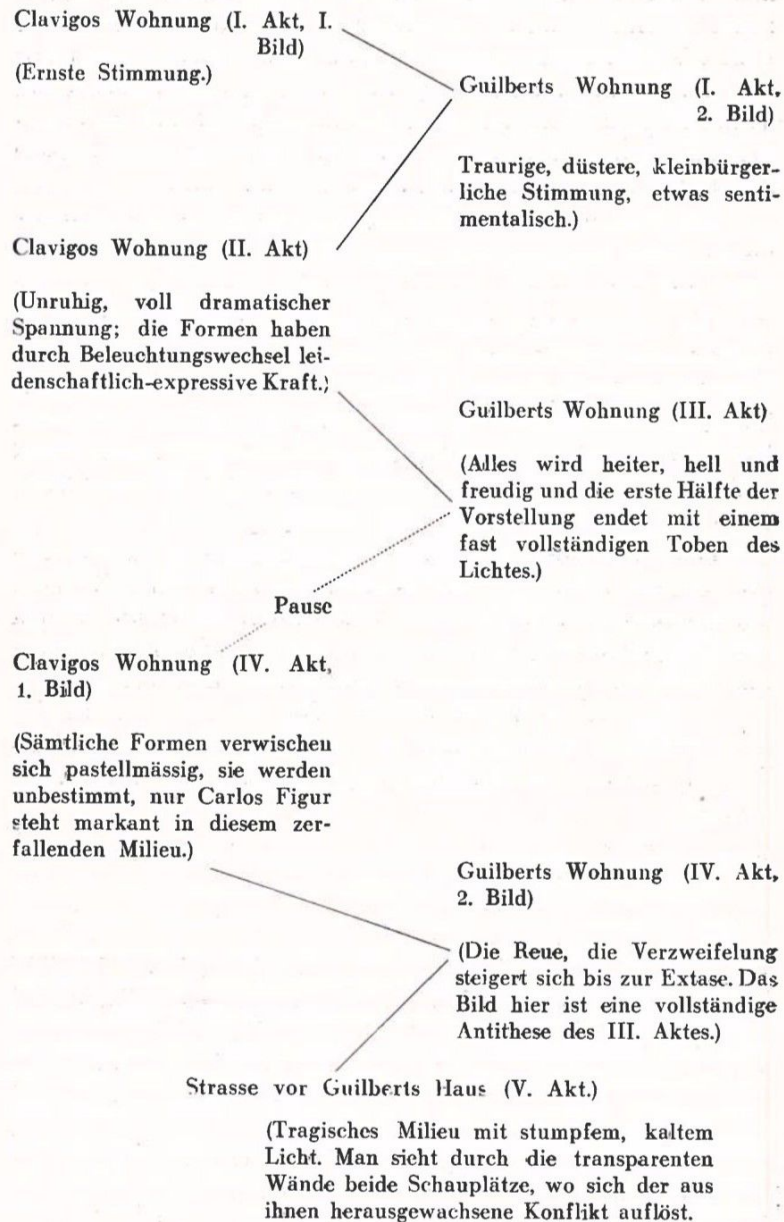 Clavigos Wohnung (I. Akt, I.
Bild)
(Ernste Stimmung.)
Guilberts Wohnung (I. Akt,
2. Bild)
Traurige, düstere, kleinbürger-
liche Stimmung, etwas senti-
mentalisch.)
Clavigos Wohnung (II. Akt)
(Unruhig, voll dramatischer
Spannung; die Formen haben
durch Beleuchtungswechsel lei-
denschaftlich-expressive Kraft.)
Guilberts Wohnung (III. Akt)
(Alles wird heiter, hell und
freudig und die erste Hälfte der
Vorstellung endet mit einem
fast vollständigen Toben des
Lichtes.)
Pause
Clavigos Wohnung (IV. Akt,
1. Bild)
(Sämtliche Formen verwischen
sich pastellmässig, sie werden
unbestimmt, nur Carlos Figur
steht markant in diesem zer-
fallenden Milieu.)
Guilberts Wohnung (IV. Akt,
2. Bild)
(Die Reue, die Verzweifelung
steigert sich bis zur Extase. Das
Bild hier ist eine vollständige
Antithese des III. Aktes.)
Strasse vor Guilberts Haus (V. Akt.)
(Tragisches Milieu mit stumpfem, kaltem
Licht. Man sieht durch die transparenten
Wände beide Schauplätze, wo sich der aus
ihnen herausgewachsene Konflikt auflöst.